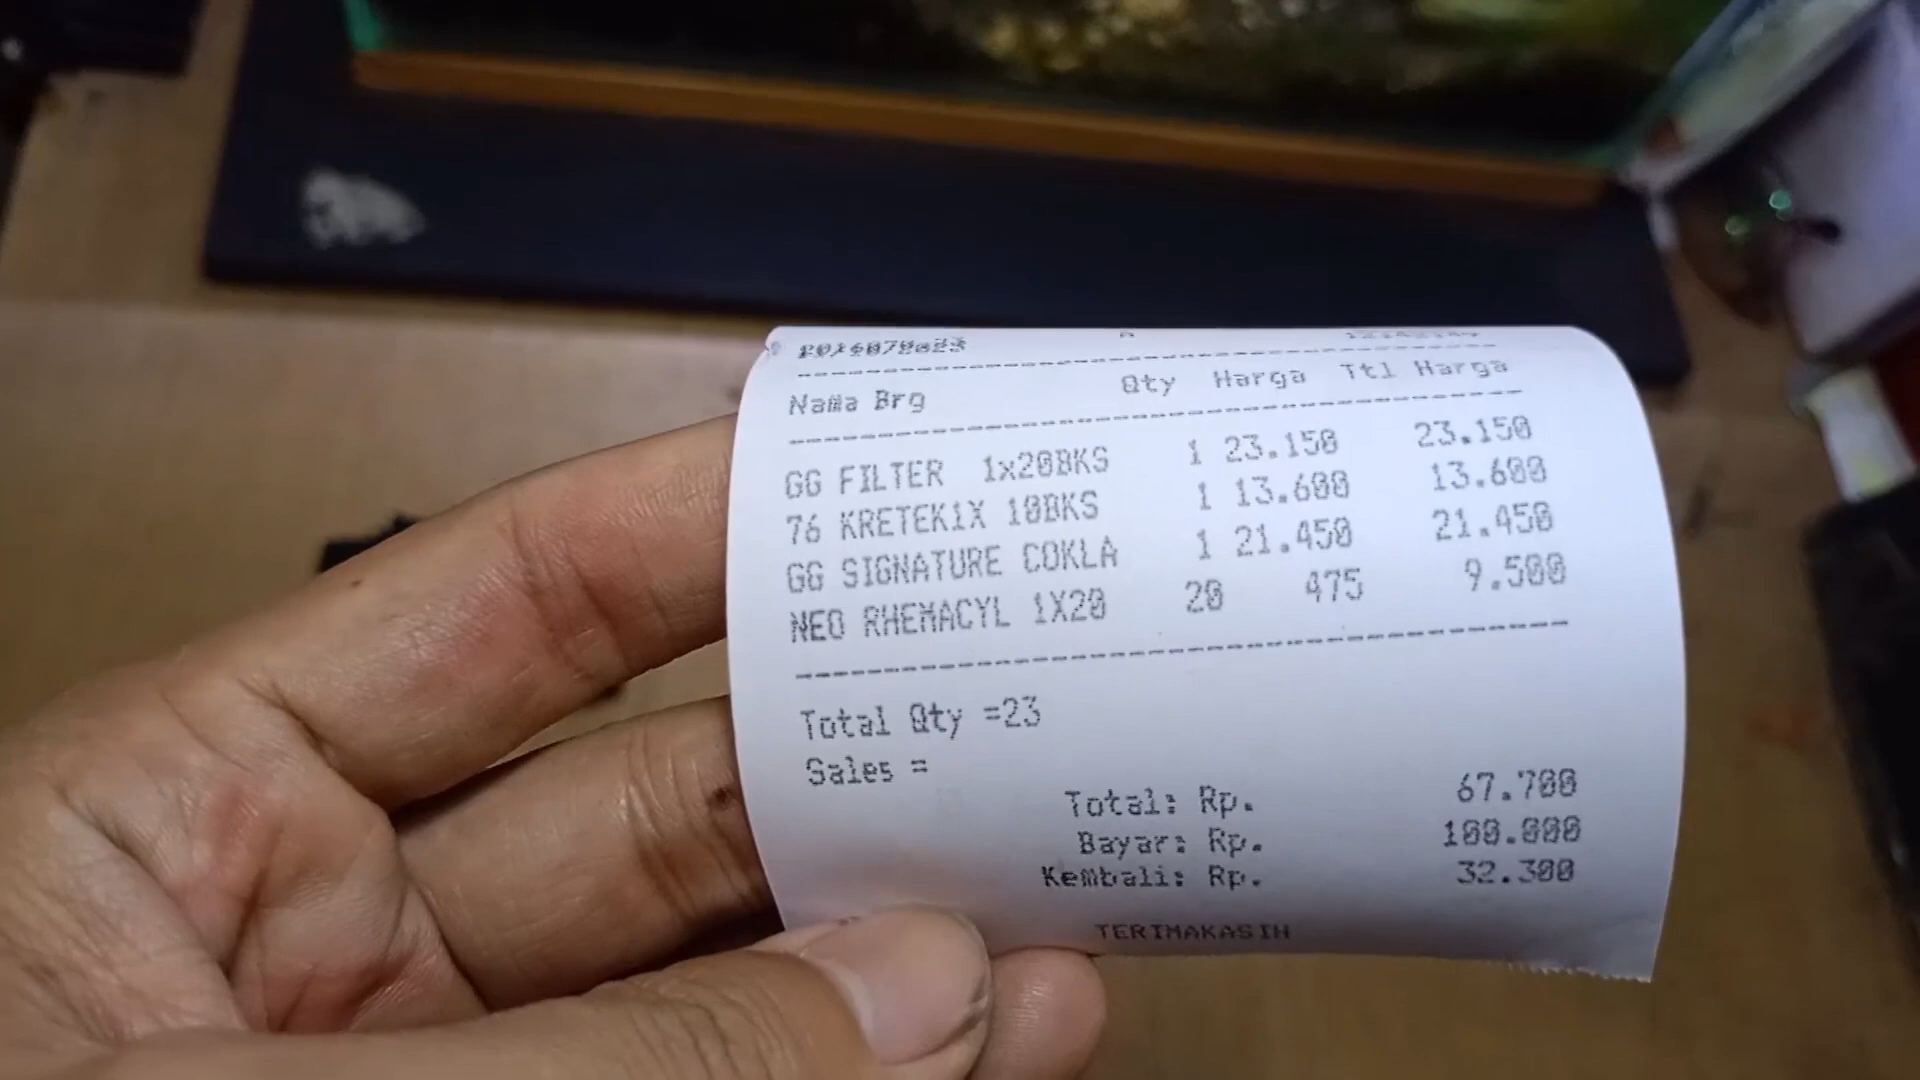 Nama Brg Qty Harga Ttl Harga
GG FILTER 1x20BKS 1 23.150 23.150
76 KRETEK1X 10BKS 1 13.600 13.600
GG SIGNATURE COKLA 1 21.450 21.450
NEO RHEMACYL 1X20 20 475 9.500
Total Qty =23
Sales =
Total: Rp. 67.700
Bayar: Rp. 100.000
Kembali: Rp. 32.300
TERIMAKASIH